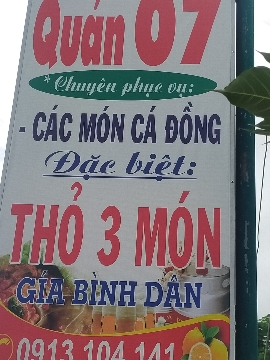 Quán 07
*Chuyên phục vụ:
- CÁC MÓN CÁ ĐỒNG
Đặc biệt:
THỎ 3 MÓN
GÍA BÌNH DÂN
0913 104 141